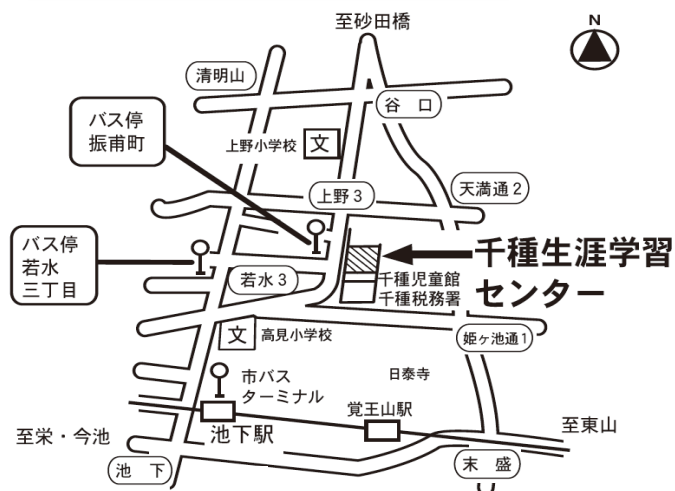 至砂田橋
N
清明山
谷口
バス停
振甫町
上野小学校
文
上野3
天満通2
バス停
若水
三丁目
千種生涯学習
センター
若水3
千種児童館
千種税務署
文
高見小学校
姫ヶ池通1
市バス
ターミナル
日泰寺
覚王山駅
至栄・今池
池下駅
至東山
池下
末盛